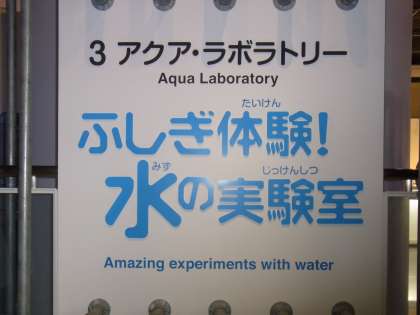 3 アクア・ラボラトリー
Aqua Laboratory
たいけん
ふしぎ体験!
みず じっけんしつ
水の実験室
Amazing experiments with water